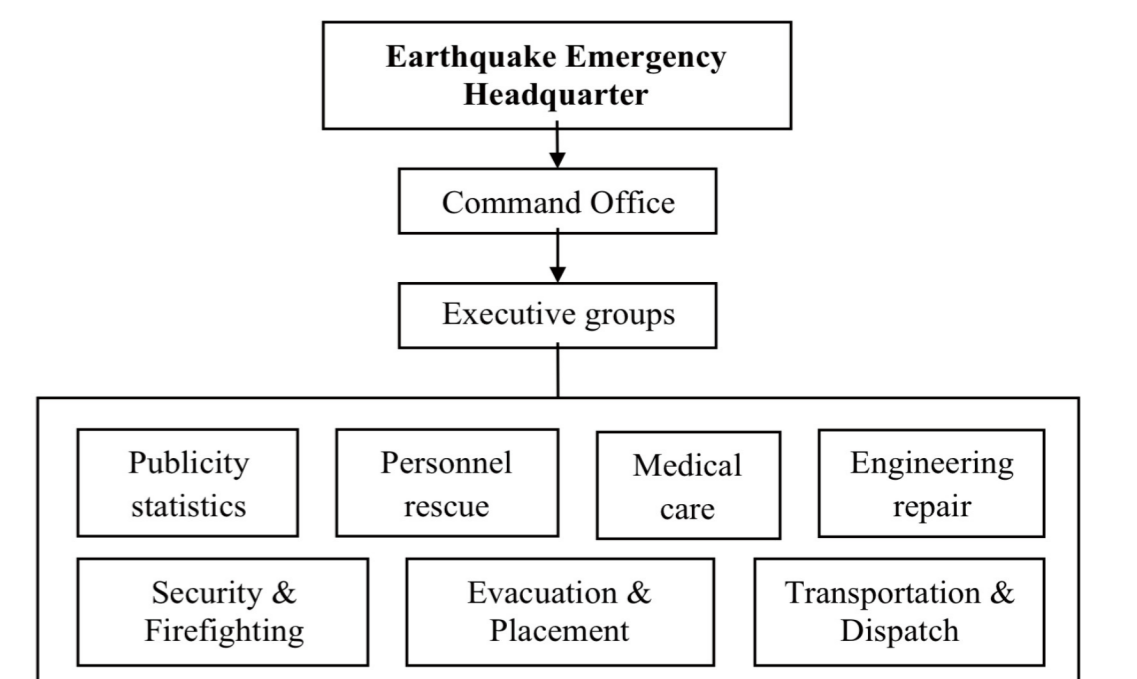 Earthquake Emergency
Headquarter
Command Office
Executive groups
Publicity
statistics
Personnel
rescue
Medical
care
Engineering
repair
Security &
Firefighting
Evacuation &
Placement
Transportation &
Dispatch